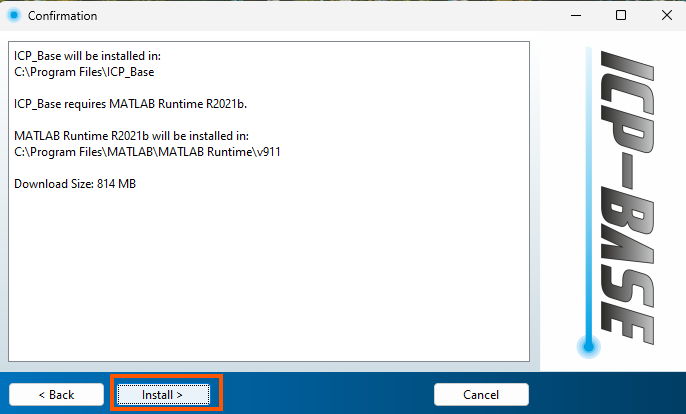 Confirmation
ICP_Base will be installed in:
C:\Program Files\ICP_Base
ICP_Base requires MATLAB Runtime R2021b.
MATLAB Runtime R2021b will be installed in:
C:\Program Files\MATLAB\MATLAB Runtime\v911
Download Size: 814 MB
ICP-BASE
< Back
Install >
Cancel